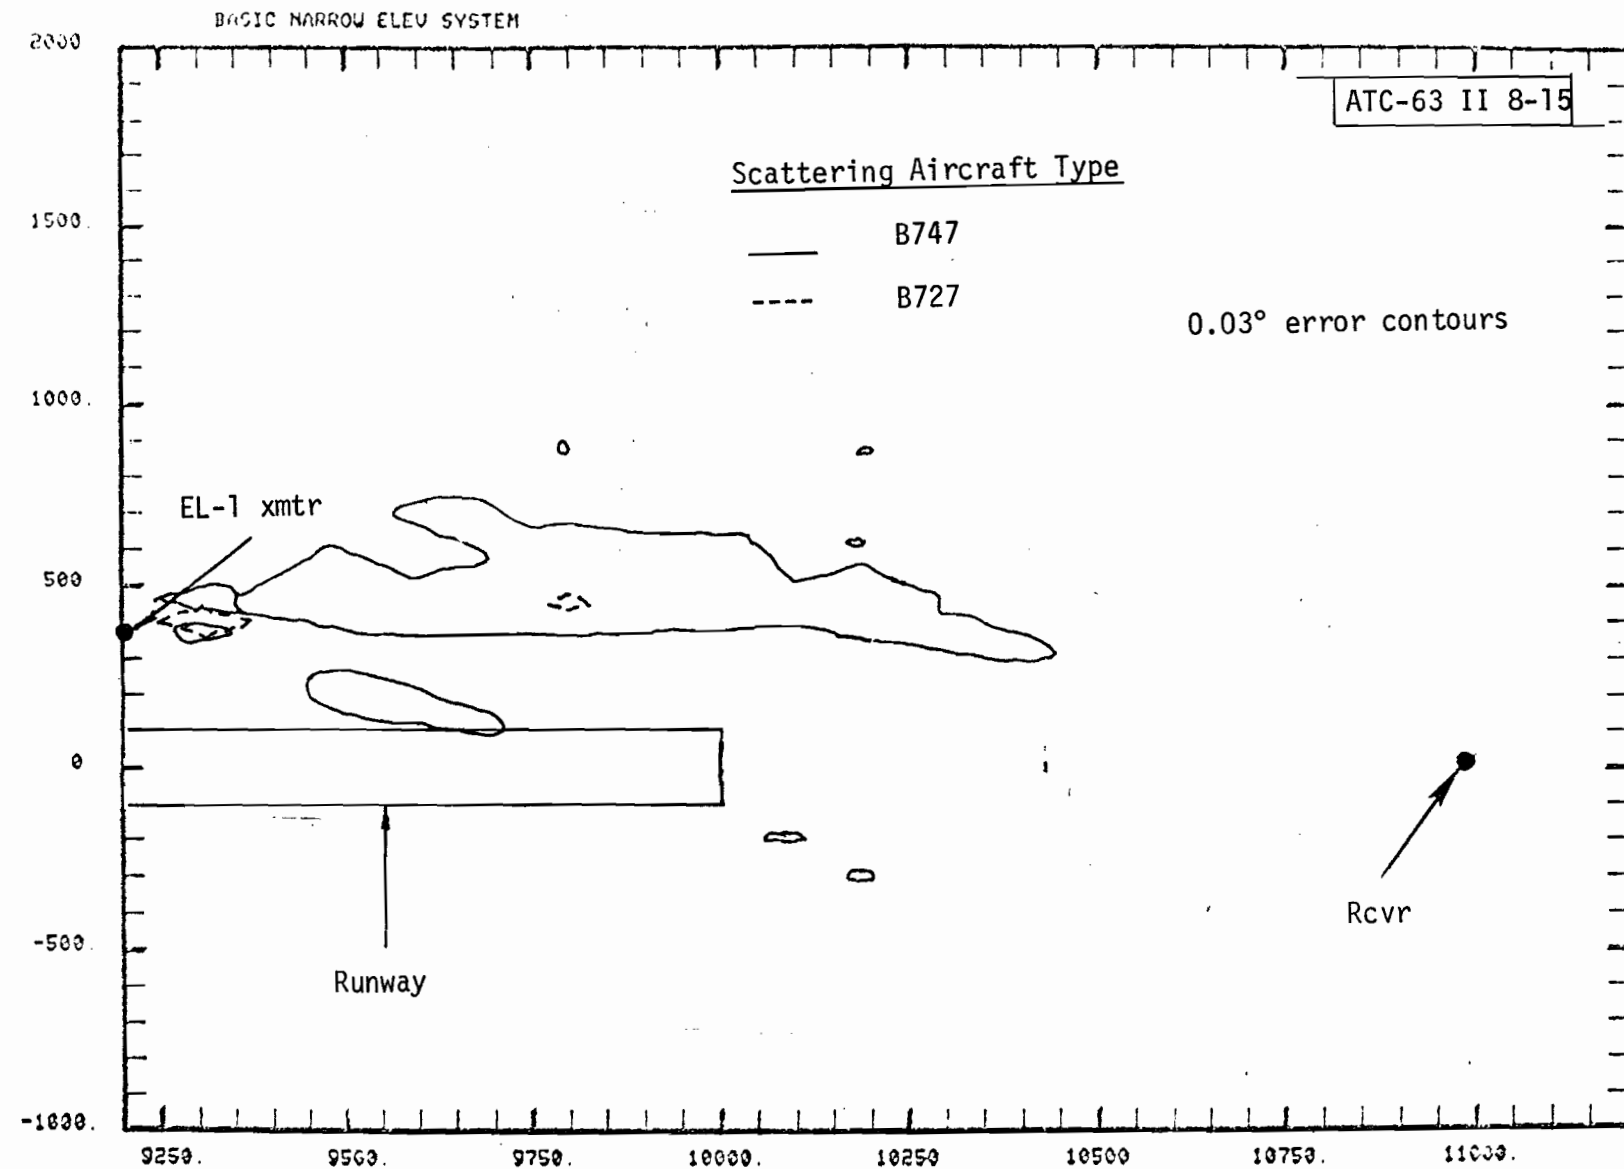 BASIC NARROW ELEV SYSTEM
2000
ATC-63 II 8-15
Scattering Aircraft Type
B747
B727
0.03° error contours
1500.
1000.
EL-1 xmtr
500
0
Rcvr
-500.
Runway
-1000.
9250. 9500. 9750. 10000. 10250 10500 10750. 11000.